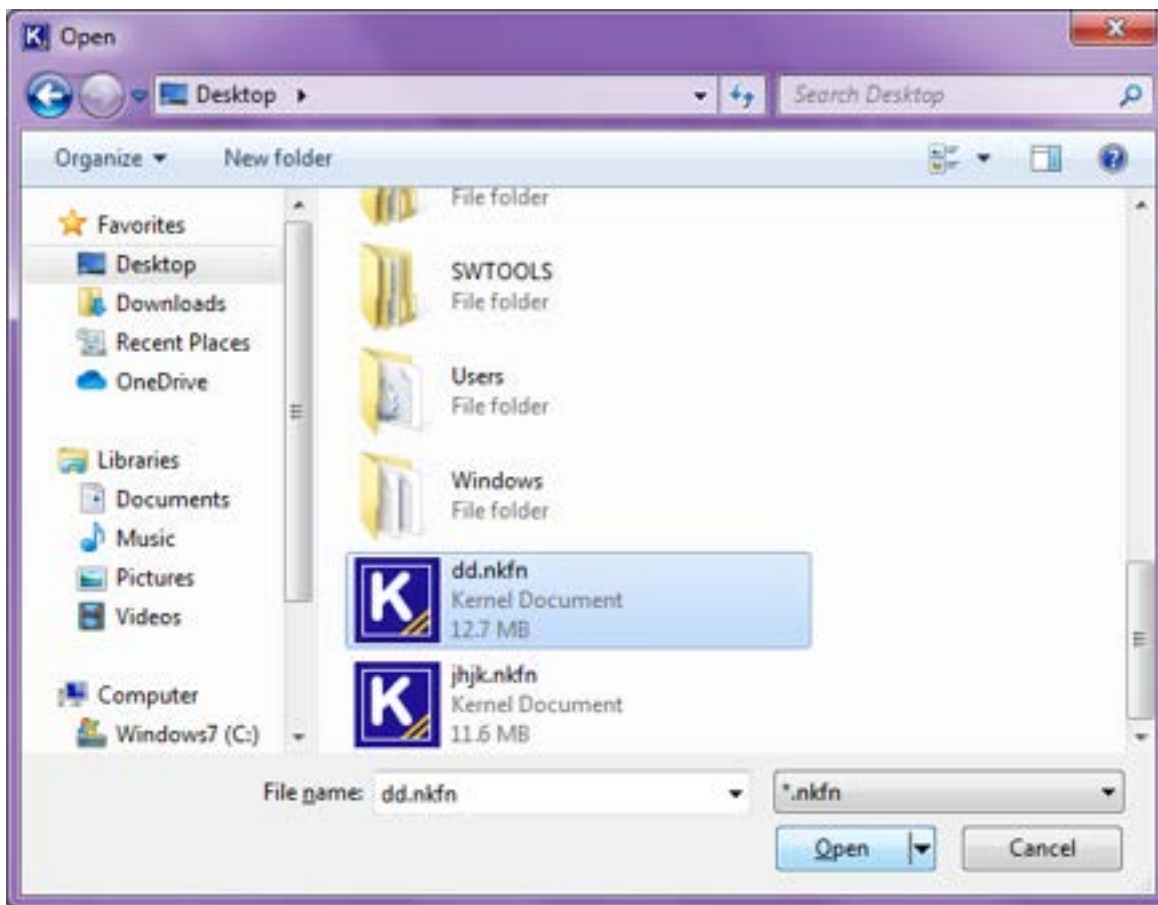 K Open
Desktop
Search Desktop
Organize
New folder
Favorites
Desktop
Downloads
Recent Places
OneDrive
Libraries
Documents
Music
Pictures
Videos
Computer
Windows7 (C:)
File folder
SWTOOLS
File folder
Users
File folder
Windows
File folder
K
dd.nkfn
Kernel Document
12.7 MB
K
jhjk.nkfn
Kernel Document
11.6 MB
File name: dd.nkfn
*.nkfn
Open
Cancel